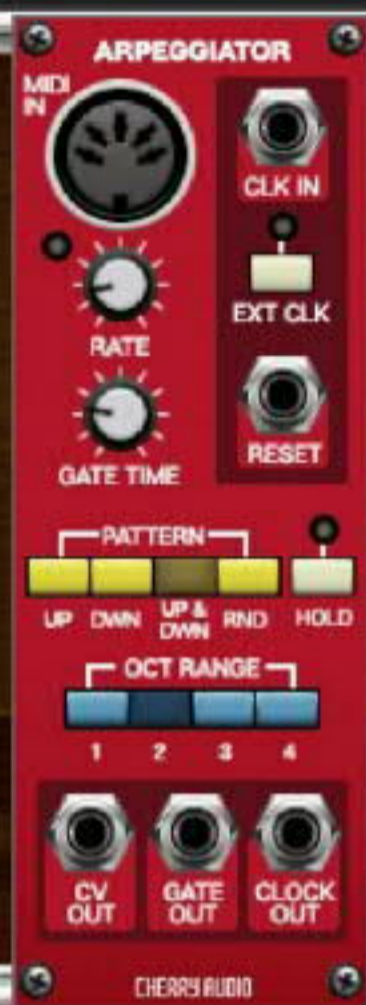 ARPEGGIATOR
MIDI
IN
CLK IN
EXT CLK
RATE
RESET
GATE TIME
PATTERN
UP DWN UP & DWN RND HOLD
OCT RANGE
1 2 3 4
CV OUT GATE OUT CLOCK OUT
CHERRY AUDIO